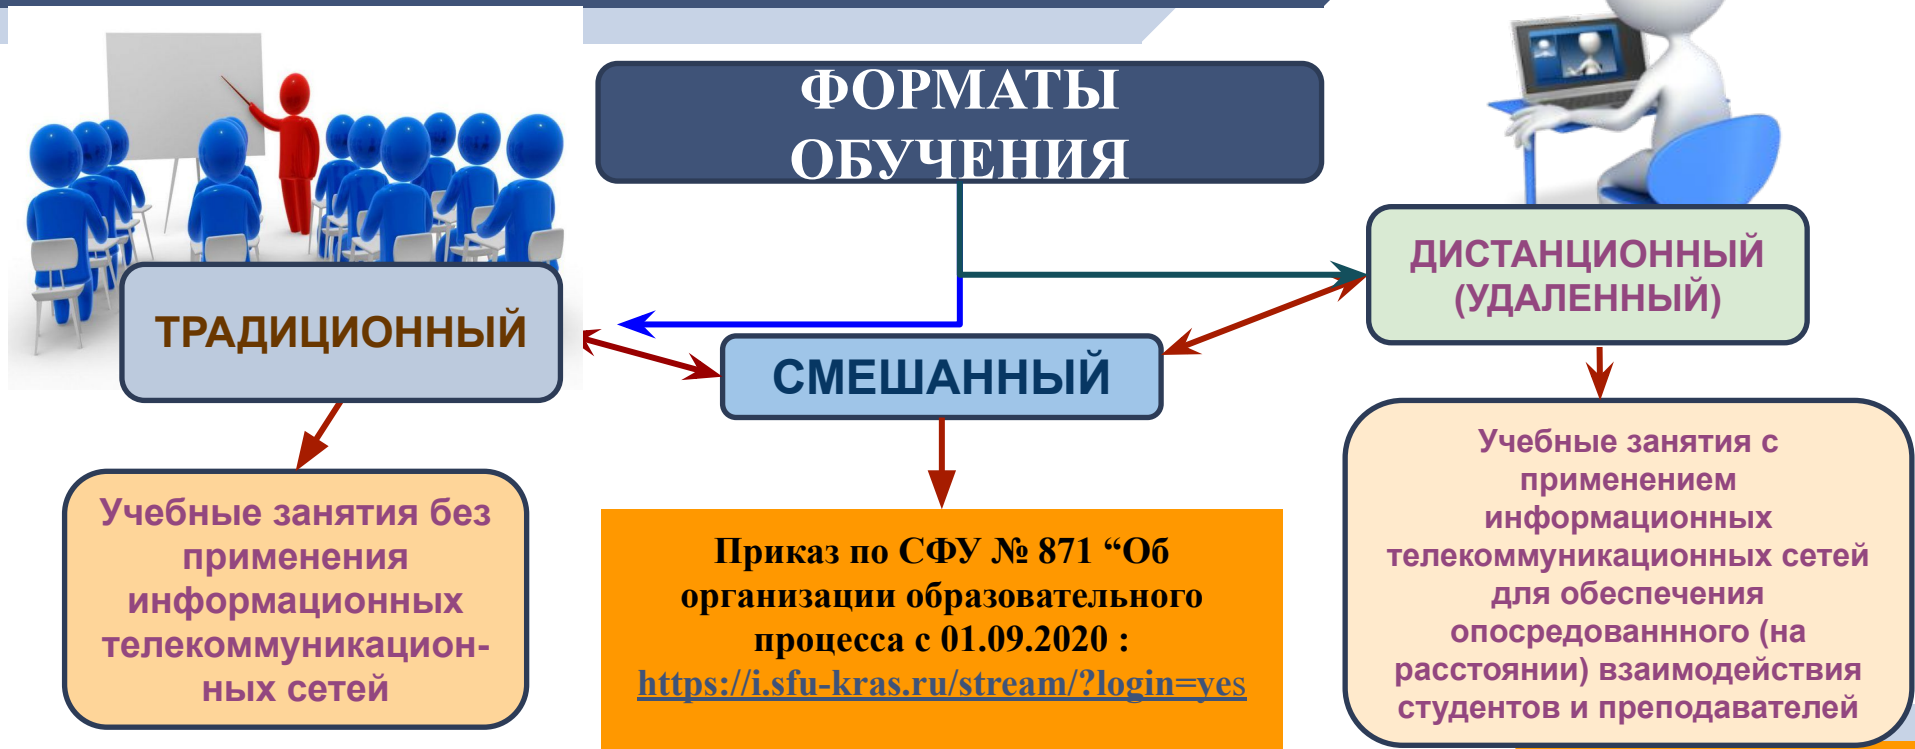 ФОРМАТЫ
ОБУЧЕНИЯ
ТРАДИЦИОННЫЙ
СМЕШАННЫЙ
ДИСТАНЦИОННЫЙ
(УДАЛЕННЫЙ)
Учебные занятия без
применения
информационных
телекоммуникацион-
ных сетей
Приказ по СФУ № 871 “Об
организации образовательного
процесса с 01.09.2020 :
https://i.sfu-kras.ru/stream/?login=yes
Учебные занятия с
применением
информационных
телекоммуникационных сетей
для обеспечения
опосредованнного (на
расстоянии) взаимодействия
студентов и преподавателей